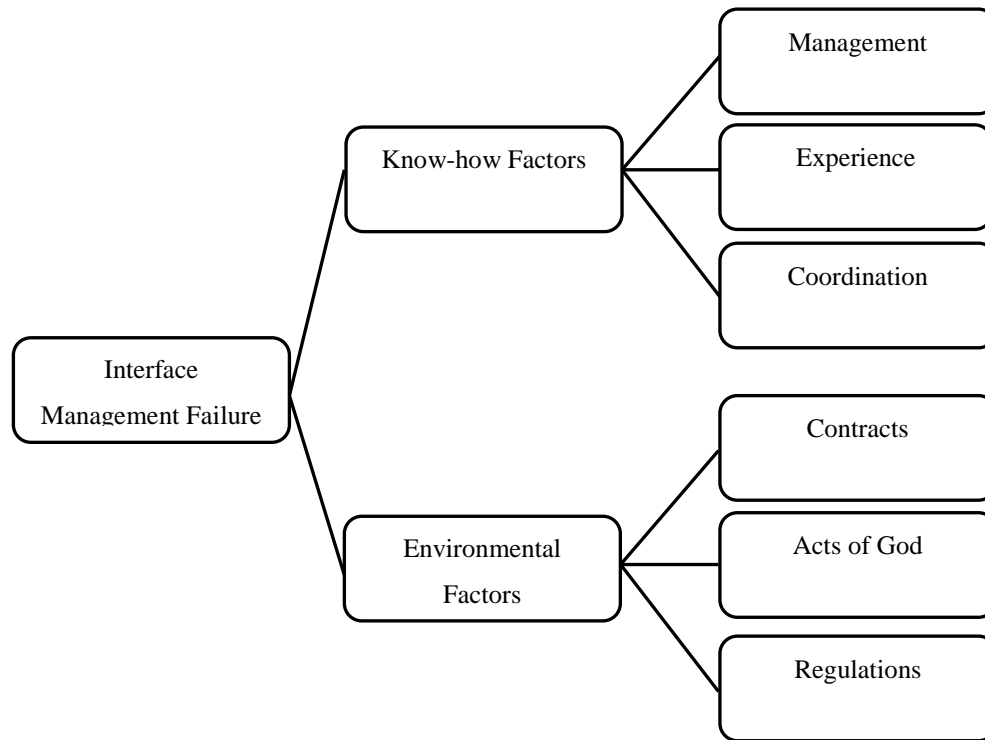 Interface
Management Failure
Know-how Factors
Management
Experience
Coordination
Environmental
Factors
Contracts
Acts of God
Regulations